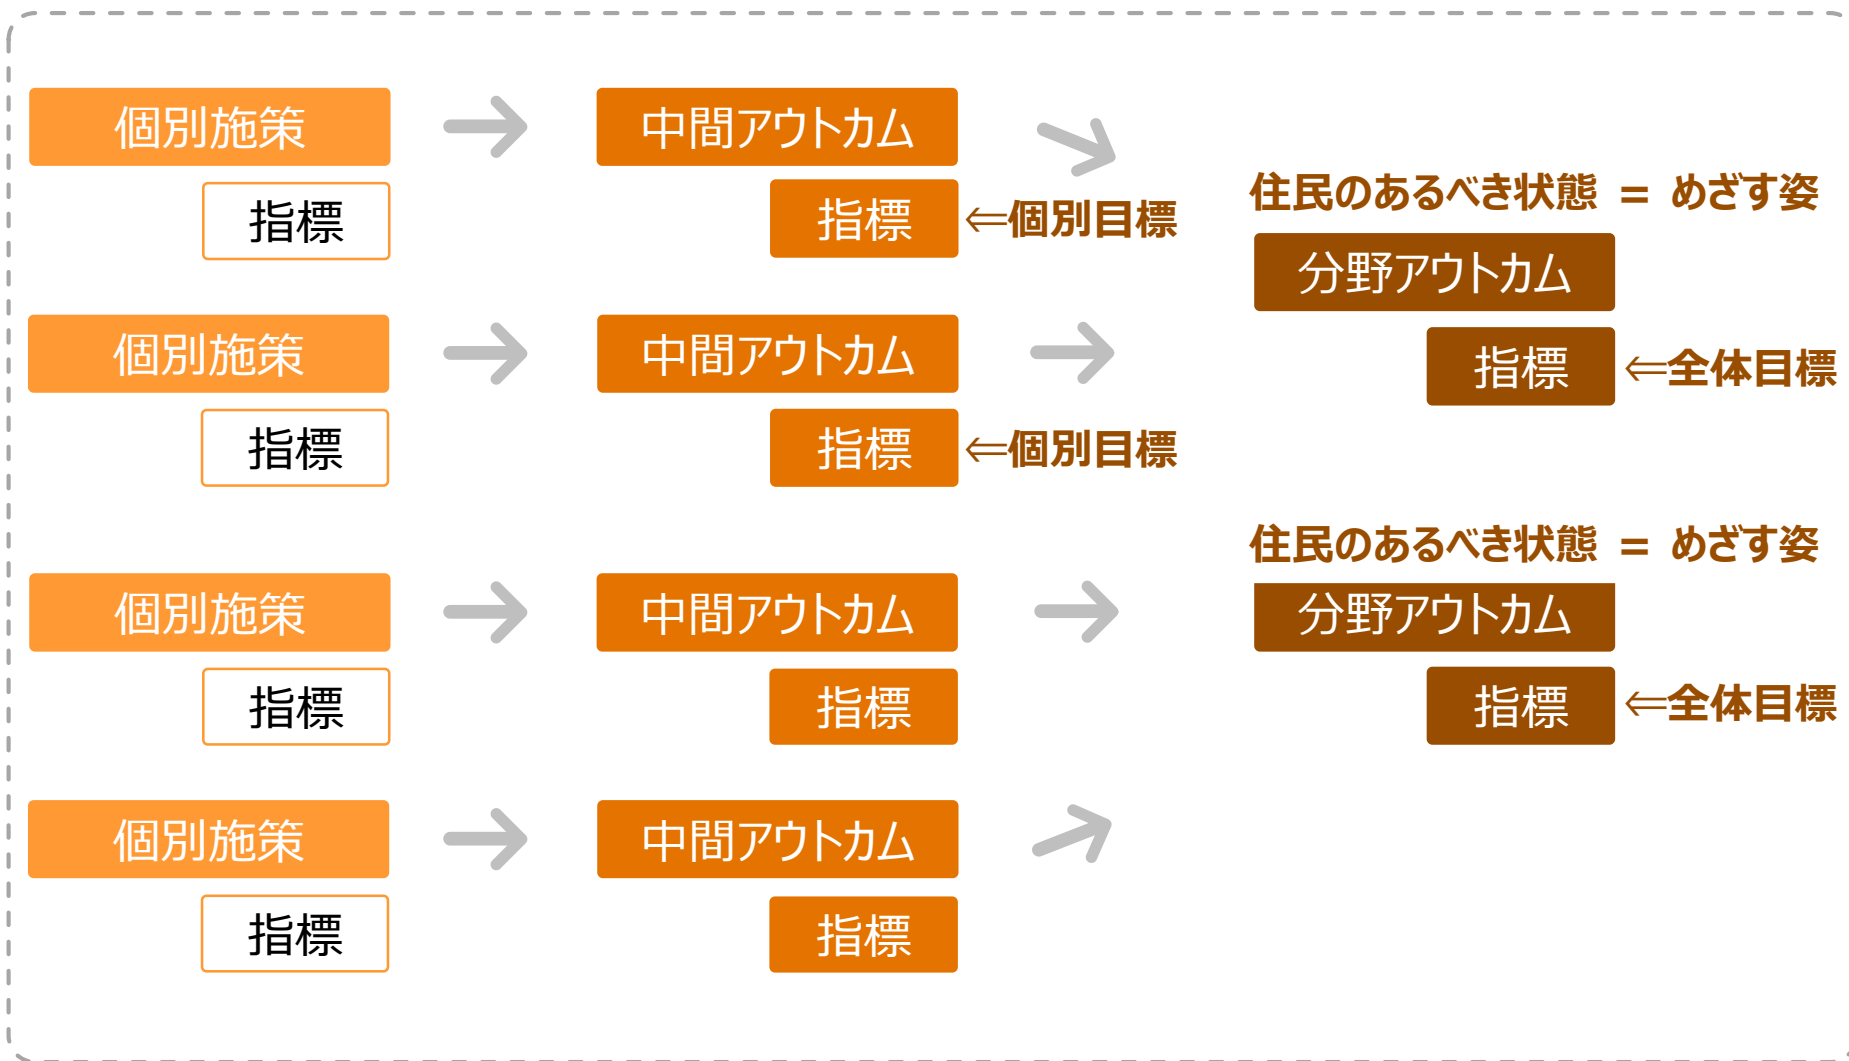 個別施策
指標
中間アウトカム
指標
⇐個別目標
個別施策
指標
中間アウトカム
指標
⇐個別目標
住民のあるべき状態 = めざす姿
分野アウトカム
指標
⇐全体目標
個別施策
指標
中間アウトカム
指標
個別施策
指標
中間アウトカム
指標
住民のあるべき状態 = めざす姿
分野アウトカム
指標
⇐全体目標